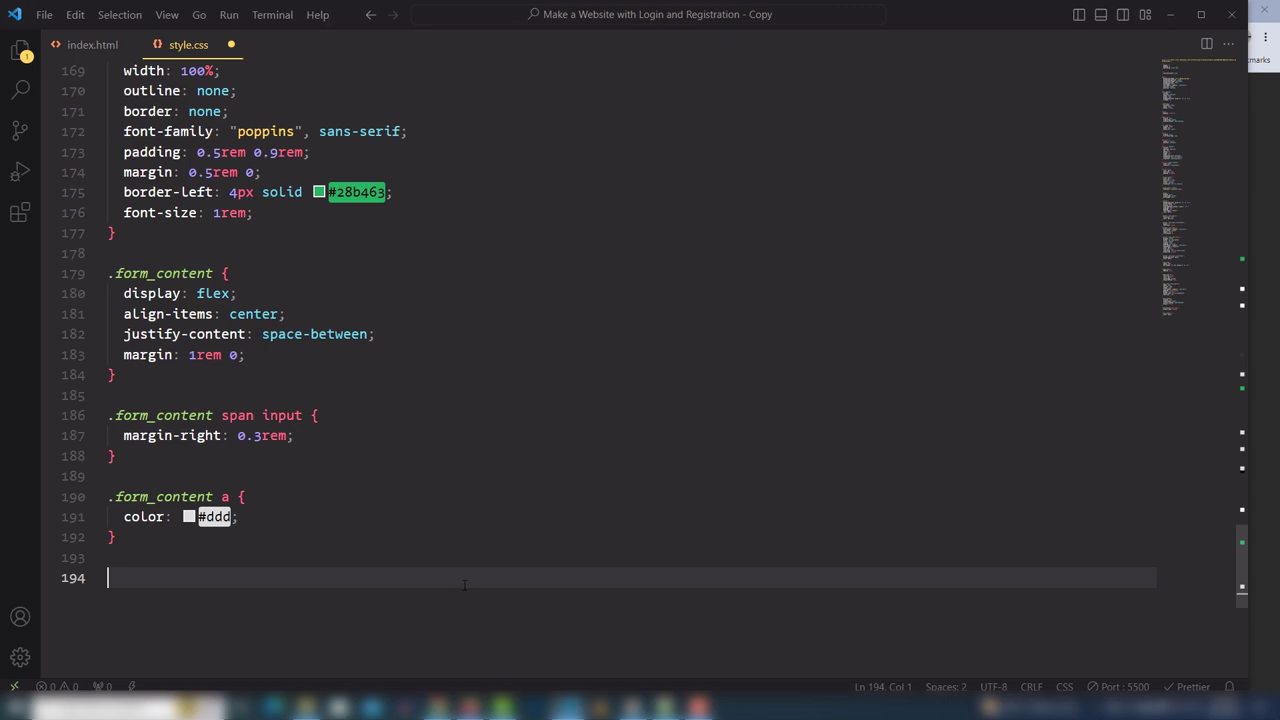 File Edit Selection View Go Run Terminal Help Make a Website with Login and Registration - Copy
index.html style.css
1
169 width: 100%;
170 outline: none;
171 border: none;
172 font-family: "poppins", sans-serif;
173 padding: 0.5rem 0.9rem;
174 margin: 0.5rem 0;
175 border-left: 4px solid #28b463;
176 font-size: 1rem;
177 }
178
179 .form_content {
180 display: flex;
181 align-items: center;
182 justify-content: space-between;
183 margin: 1rem 0;
184 }
185
186 .form_content span input {
187 margin-right: 0.3rem;
188 }
189
190 .form_content a {
191 color: #ddd;
192 }
193
194
0 0 0 Ln 194, Col 1 Spaces: 2 UTF-8 CRLF CSS Port : 5500 Prettier